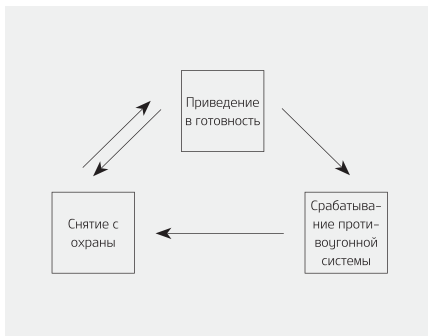 Приведение
в готовность
Снятие с
охраны
Срабатыва-
ние проти-
воугонной
системы